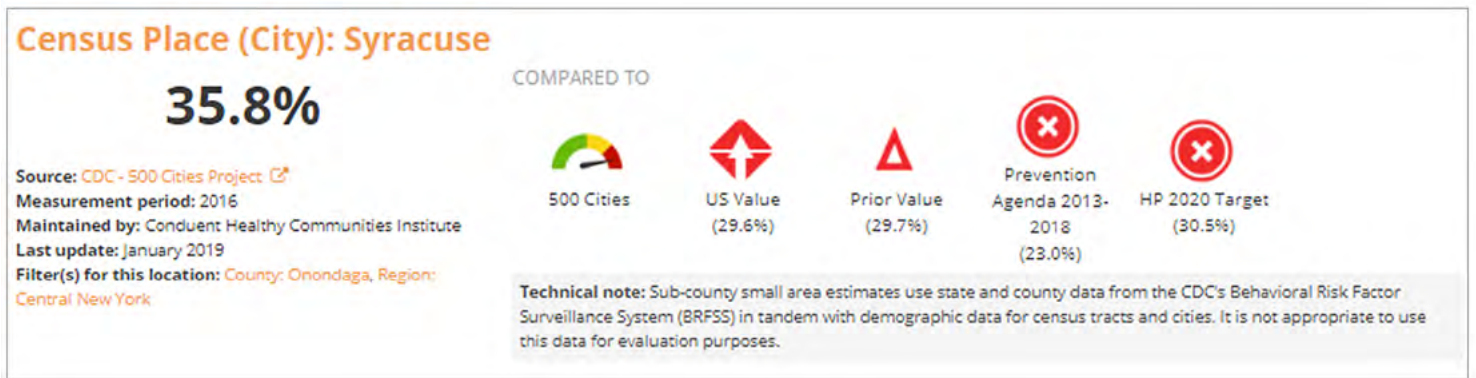 Census Place (City): Syracuse
35.8%
Source: CDC - 500 Cities Project
Measurement period: 2016
Maintained by: Conduent Healthy Communities Institute
Last update: January 2019
Filter(s) for this location: County: Onondaga, Region:
Central New York
COMPARED TO
500 Cities
US Value
(29.6%)
Prior Value
(29.7%)
Prevention
Agenda 2013-
2018
(23.0%)
HP 2020 Target
(30.5%)
Technical note: Sub-county small area estimates use state and county data from the CDC's Behavioral Risk Factor
Surveillance System (BRFSS) in tandem with demographic data for census tracts and cities. It is not appropriate to use
this data for evaluation purposes.